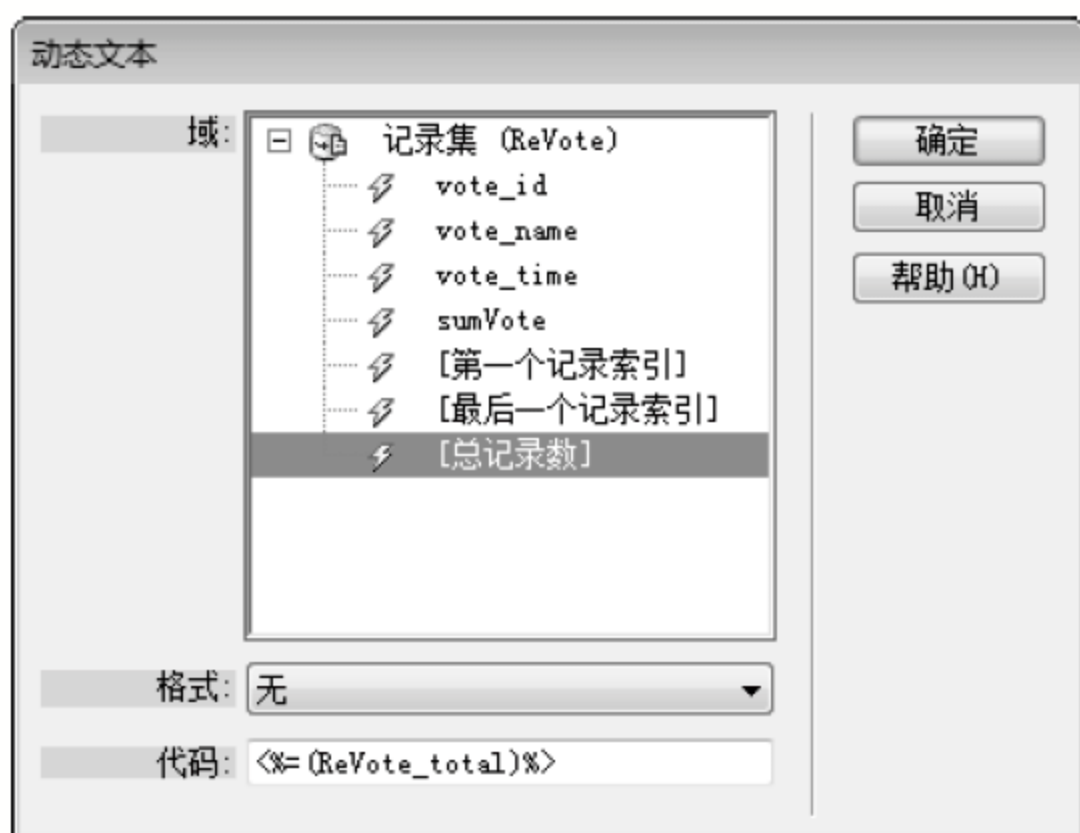 动态文本
域:
记录集 (ReVote)
vote_id
vote_name
vote_time
sumVote
[第一个记录索引]
[最后一个记录索引]
[总记录数]
格式: 无
代码: <%=(ReVote_total)%>
确定
取消
帮助(H)